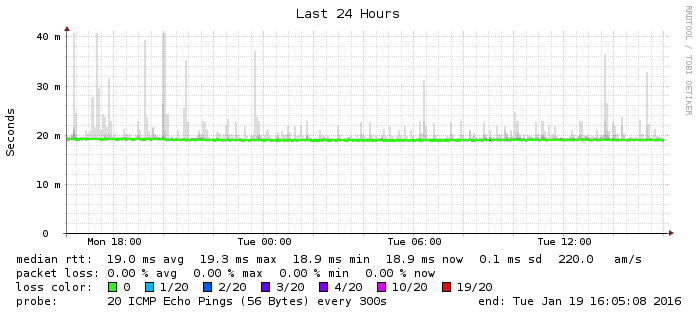 Last 24 Hours
RRDTOOL / TOBI OETIKER
Seconds
40 m
30 m
20 m
10 m
0
Mon 18:00 Tue 00:00 Tue 06:00 Tue 12:00
median rtt: 19.0 ms avg 19.3 ms max 18.9 ms min 18.9 ms now 0.1 ms sd 220.0 am/s
packet loss: 0.00 % avg 0.00 % max 0.00 % min 0.00 % now
loss color: 0 1/20 2/20 3/20 4/20 10/20 19/20
probe: 20 ICMP Echo Pings (56 Bytes) every 300s end: Tue Jan 19 16:05:08 2016